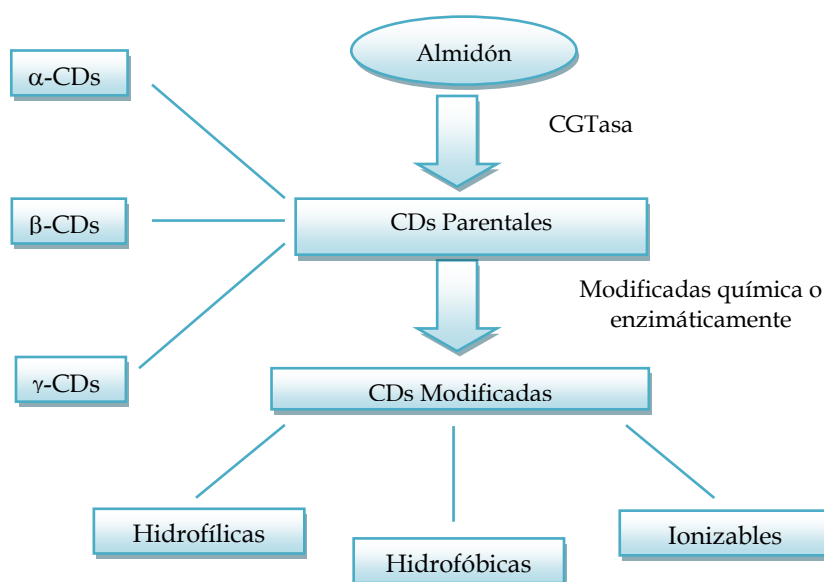 Almidón
α-CDs
CGTasa
β-CDs
CDs Parentales
Modificadas química o
enzimáticamente
γ-CDs
CDs Modificadas
Hidrofílicas
Hidrofóbicas
Ionizables